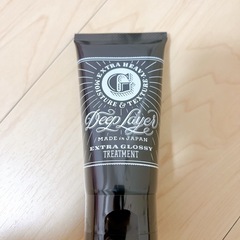 EXTRA HEAVY
MOISTURE & TEXTURE
G
Deep Layer
MADE IN JAPAN
EXTRA GLOSSY
TREATMENT